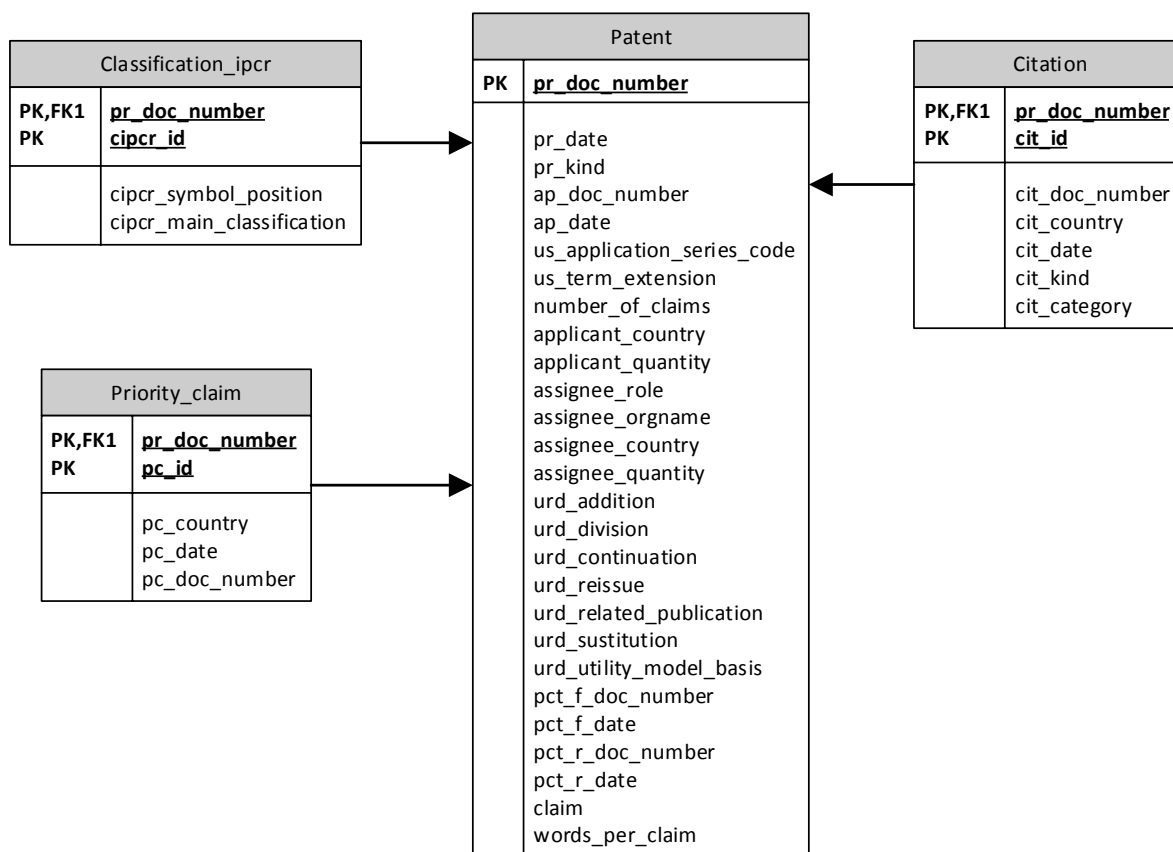 Classification_ipcr
PK,FK1 pr_doc_number
PK cipcr_id
cipcr_symbol_position
cipcr_main_classification
Priority_claim
PK,FK1 pr_doc_number
PK pc_id
pc_country
pc_date
pc_doc_number
Patent
PK pr_doc_number
pr_date
pr_kind
ap_doc_number
ap_date
us_application_series_code
us_term_extension
number_of_claims
applicant_country
applicant_quantity
assignee_role
assignee_orgname
assignee_country
assignee_quantity
urd_addition
urd_division
urd_continuation
urd_reissue
urd_related_publication
urd_sustitution
urd_utility_model_basis
pct_f_doc_number
pct_f_date
pct_r_doc_number
pct_r_date
claim
words_per_claim
Citation
PK,FK1 pr_doc_number
PK cit_id
cit_doc_number
cit_country
cit_date
cit_kind
cit_category